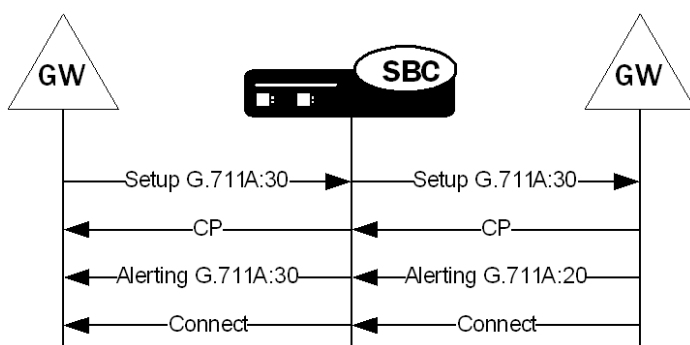 GW
SBC
GW
Setup G.711A:30
Setup G.711A:30
CP
CP
Alerting G.711A:30
Alerting G.711A:20
Connect
Connect